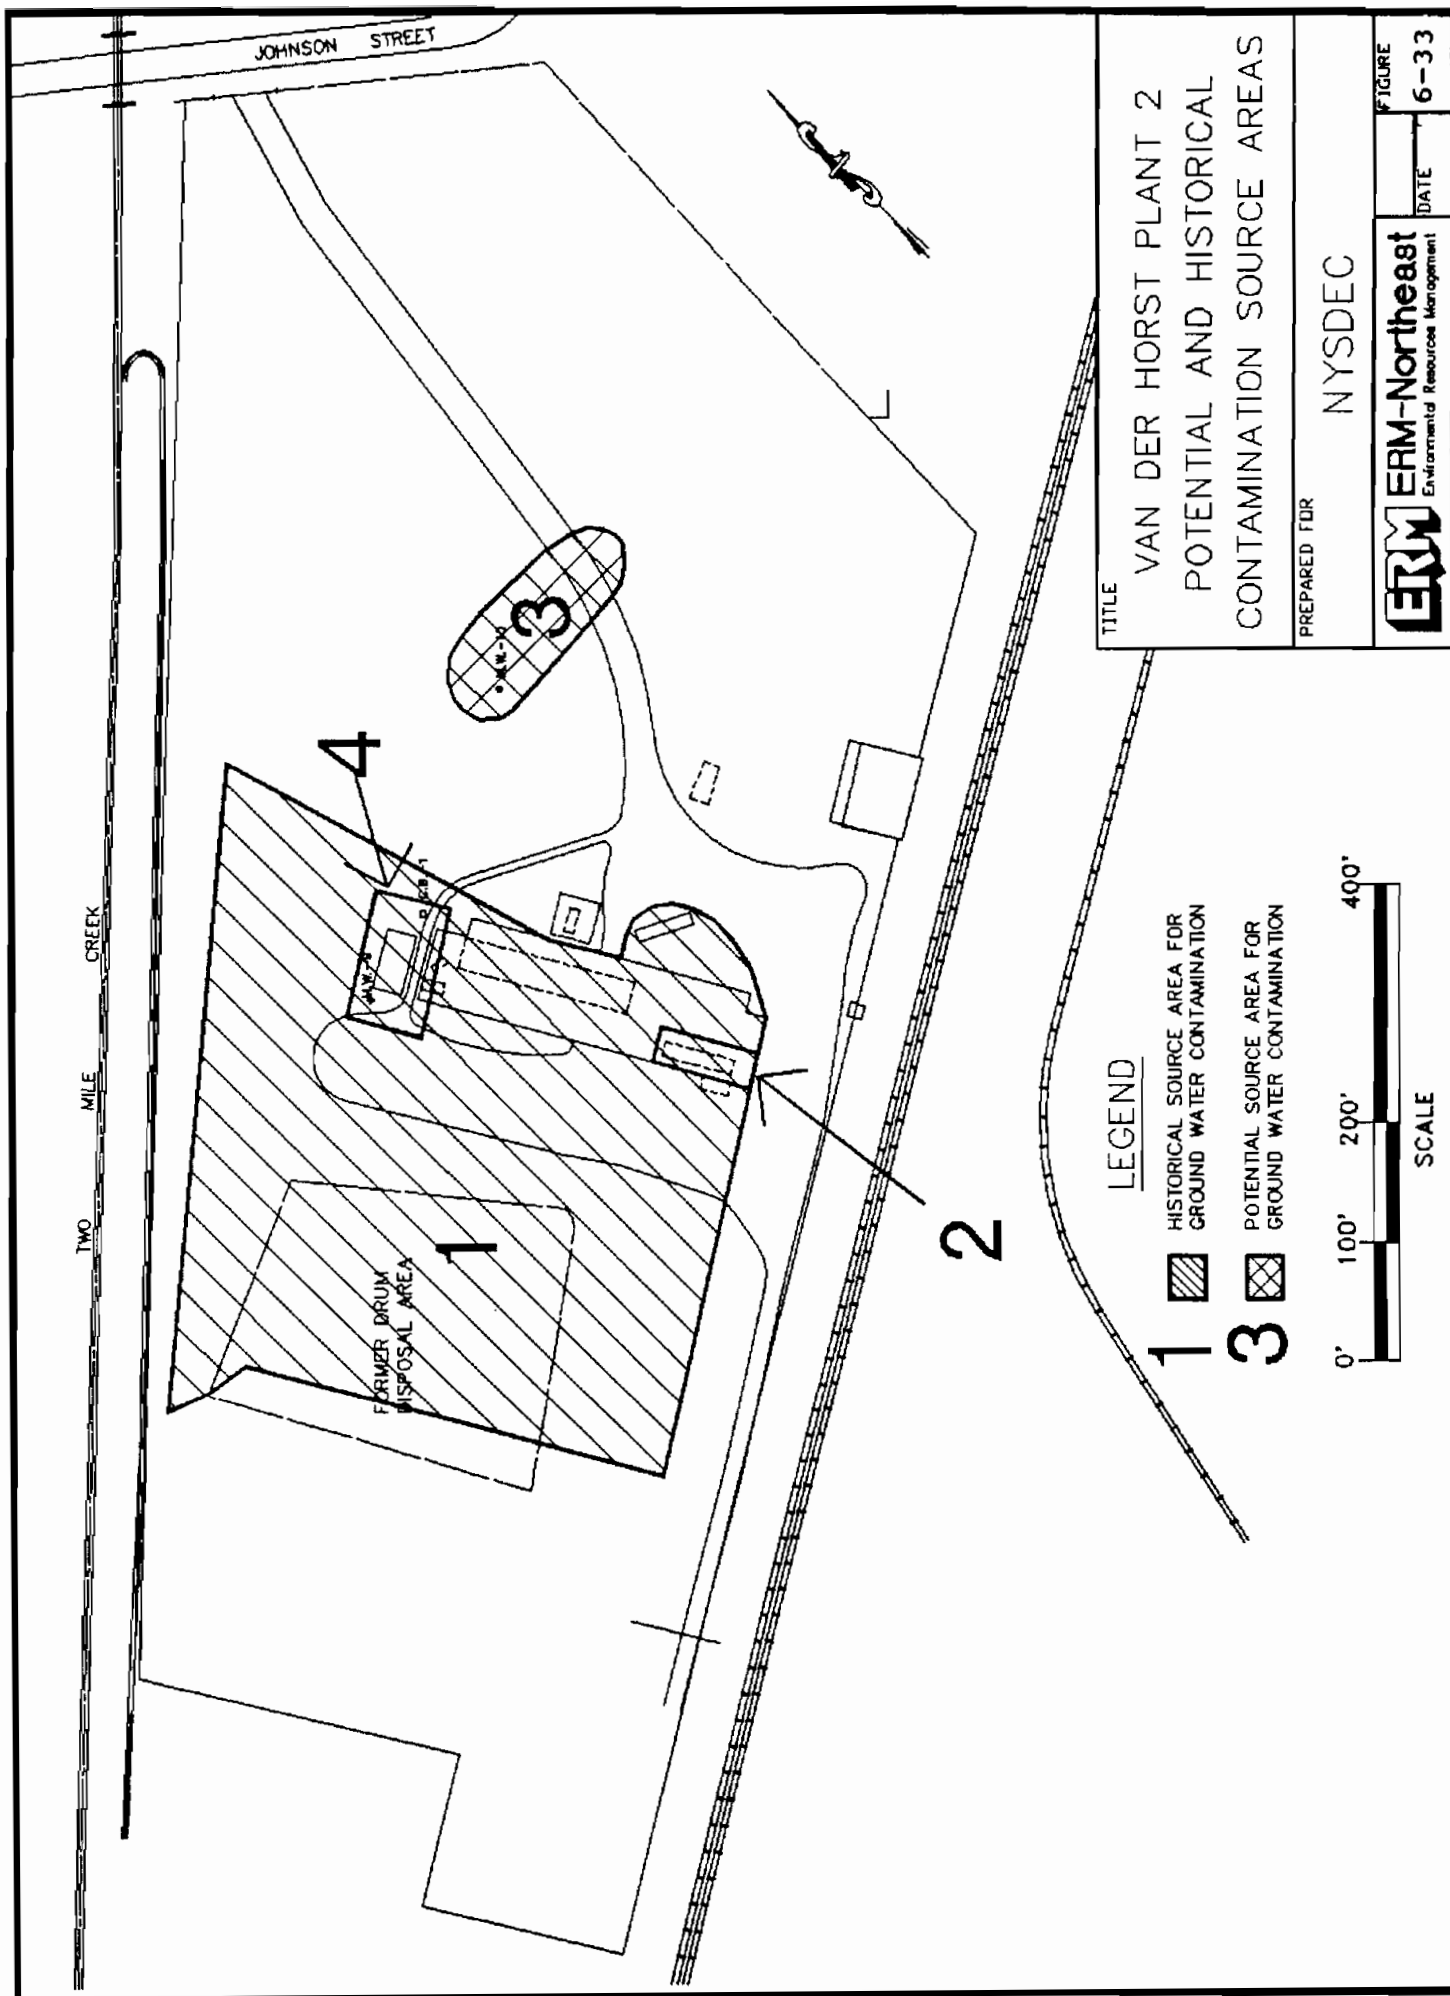 JOHNSON STREET
TWO MILE CREEK
4
3
1
FORMER DRUM
DISPOSAL AREA
2
LEGEND
1 HISTORICAL SOURCE AREA FOR
GROUND WATER CONTAMINATION
3 POTENTIAL SOURCE AREA FOR
GROUND WATER CONTAMINATION
0' 100' 200' 400'
SCALE
TITLE
VAN DER HORST PLANT 2
POTENTIAL AND HISTORICAL
CONTAMINATION SOURCE AREAS
PREPARED FOR
NYSDEC
ERM ERM-Northeast
Environmental Resources Management
DATE
FIGURE
6-33